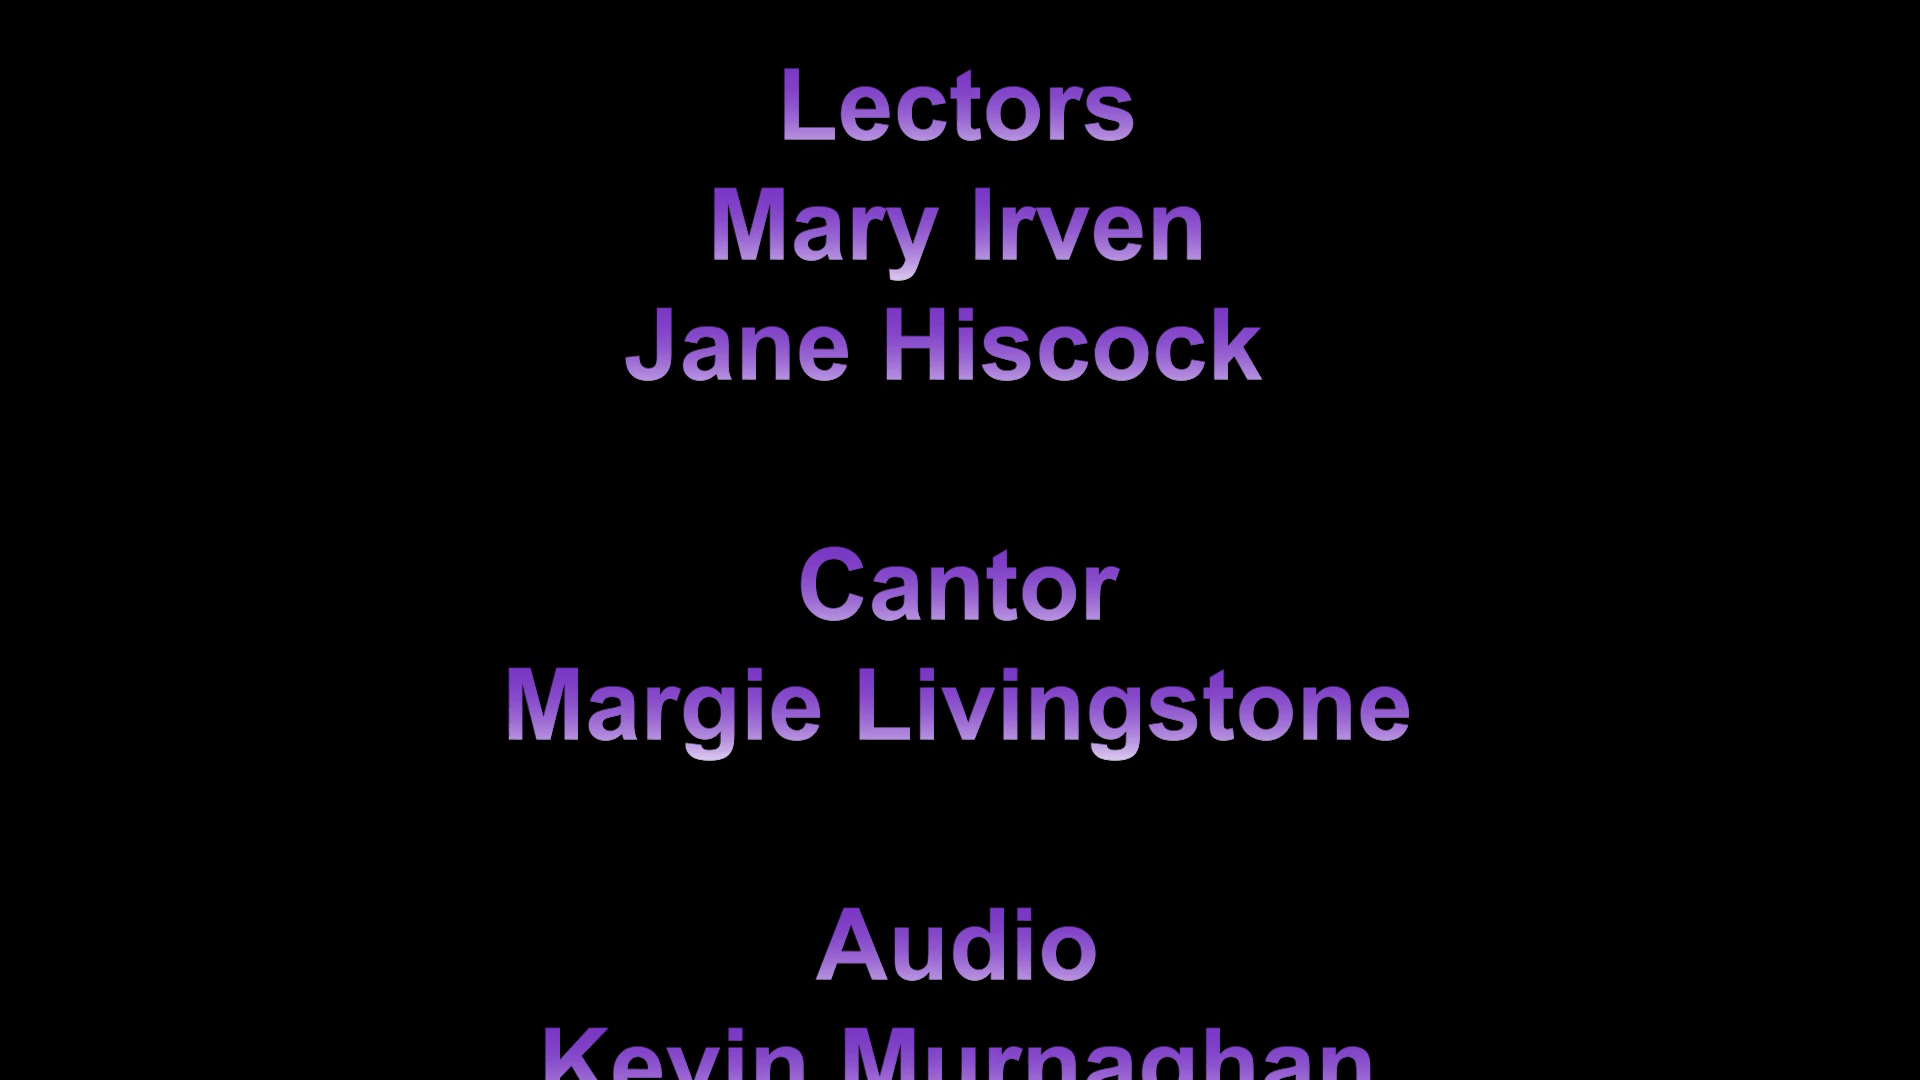 Lectors
Mary Irven
Jane Hiscock
Cantor
Margie Livingstone
Audio
Kevin Murnaghan